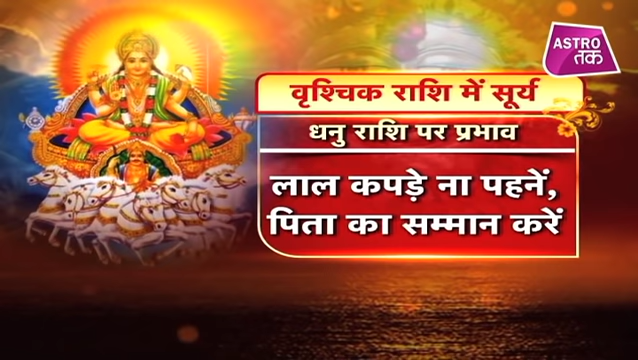 ASTRO
तक
वृश्चिक राशि में सूर्य
धनु राशि पर प्रभाव
लाल कपड़े ना पहनें,
पिता का सम्मान करें